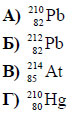 А) ²¹⁰₈₂Pb
Б) ²¹²₈₂Pb
В) ²¹⁴₈₅At
Г) ²¹⁰₈₀Hg